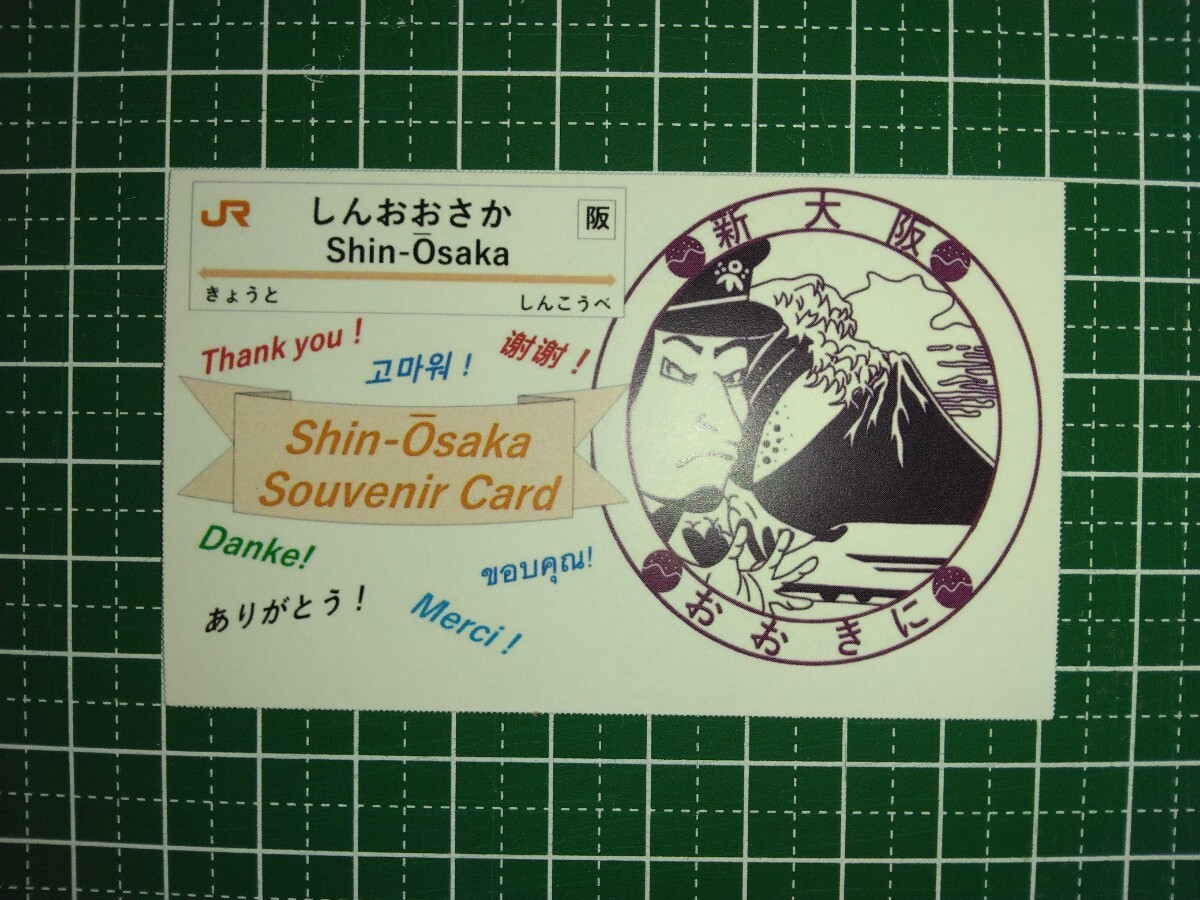 JR
しんおおさか
阪
Shin-Ōsaka
きょうと
しんこうべ
Thank you !
고마워 !
谢谢！
Shin-Ōsaka
Souvenir Card
Danke!
ขอบคุณ!
ありがとう！
Merci !
新大阪
おおきに